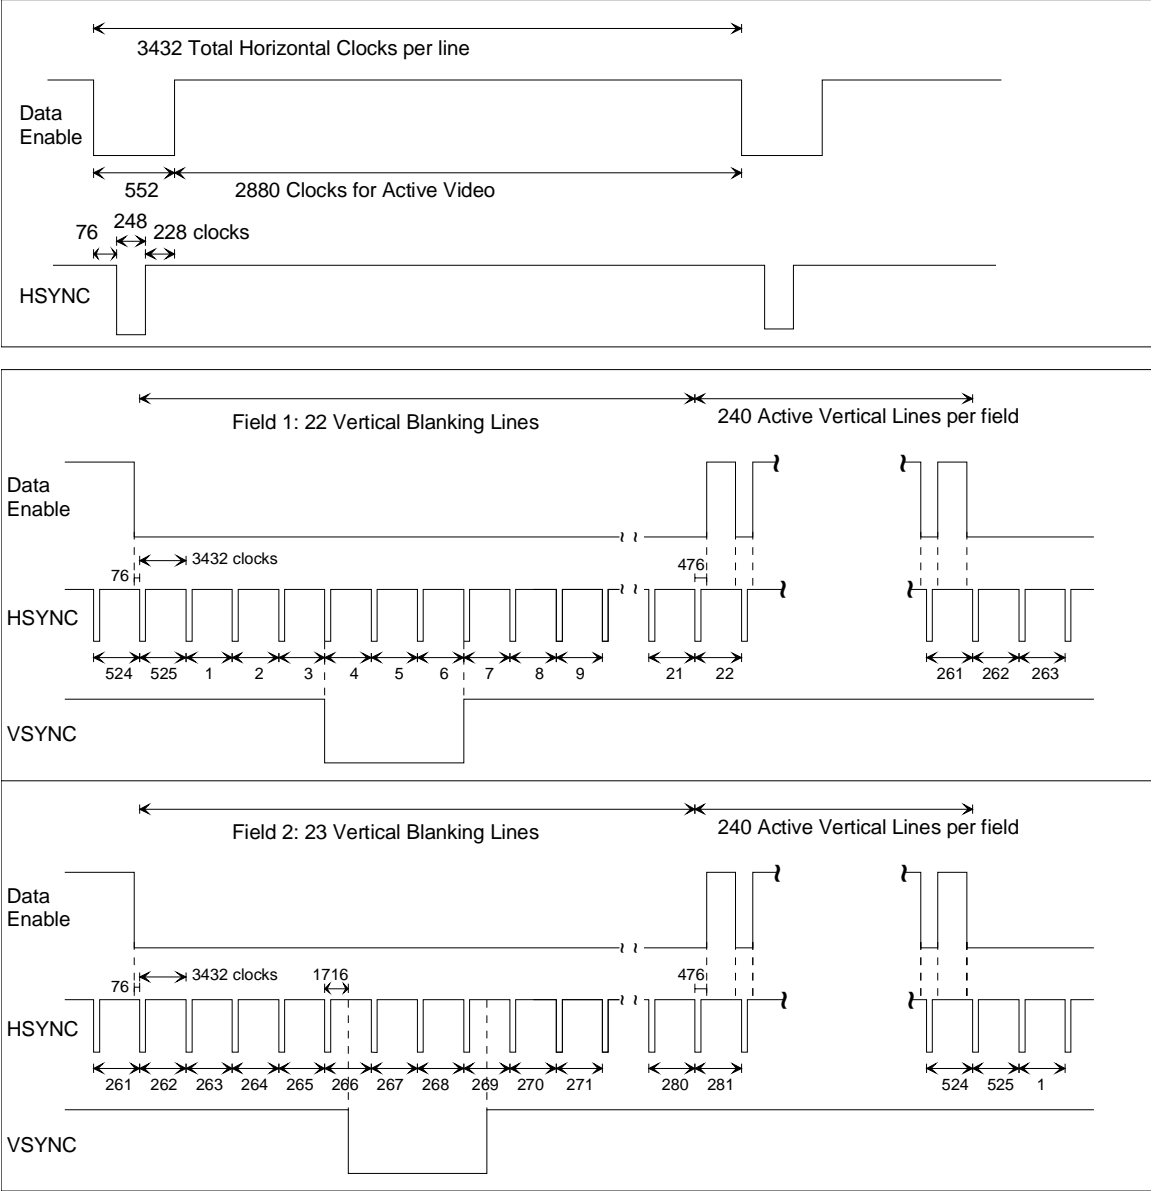 3432 Total Horizontal Clocks per line
Data
Enable
552
2880 Clocks for Active Video
76
248
228 clocks
HSYNC
Field 1: 22 Vertical Blanking Lines
240 Active Vertical Lines per field
Data
Enable
3432 clocks
76
476
HSYNC
524 525 1 2 3 4 5 6 7 8 9 21 22 261 262 263
VSYNC
Field 2: 23 Vertical Blanking Lines
240 Active Vertical Lines per field
Data
Enable
3432 clocks
76
1716
476
HSYNC
261 262 263 264 265 266 267 268 269 270 271 280 281 524 525 1
VSYNC